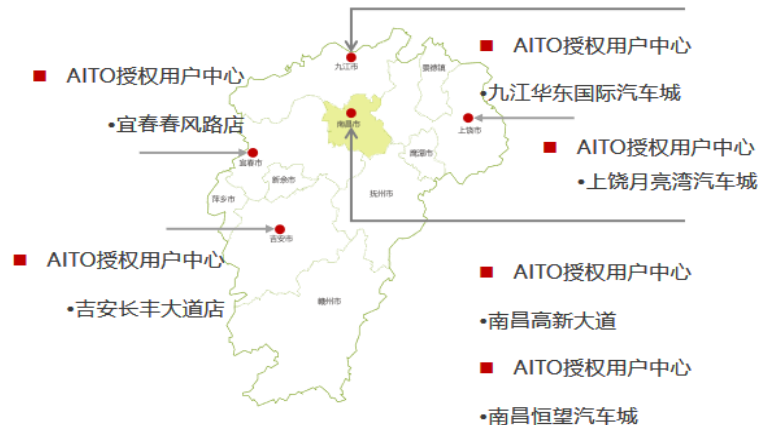 ■ AITO授权用户中心
•宜春春风路店
■ AITO授权用户中心
•吉安长丰大道店
九江市
景德镇
南昌市
上饶市
鹰潭市
宜春市
新余市
萍乡市
抚州市
吉安市
赣州市
■ AITO授权用户中心
•九江华东国际汽车城
■ AITO授权用户中心
•上饶月亮湾汽车城
■ AITO授权用户中心
•南昌高新大道
■ AITO授权用户中心
•南昌恒望汽车城